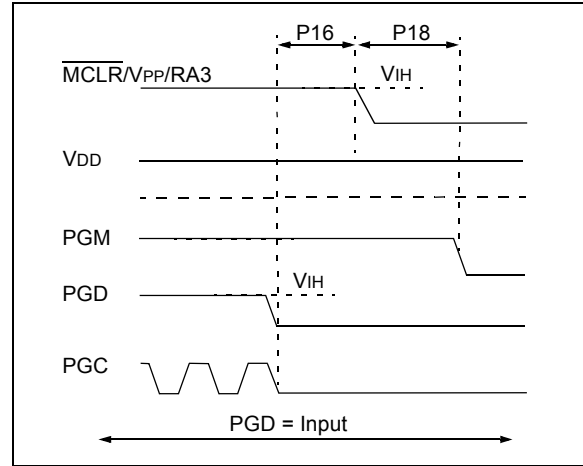 P16 P18
MCLR/VPP/RA3
VIH
VDD
PGM
PGD
VIH
PGC
PGD = Input